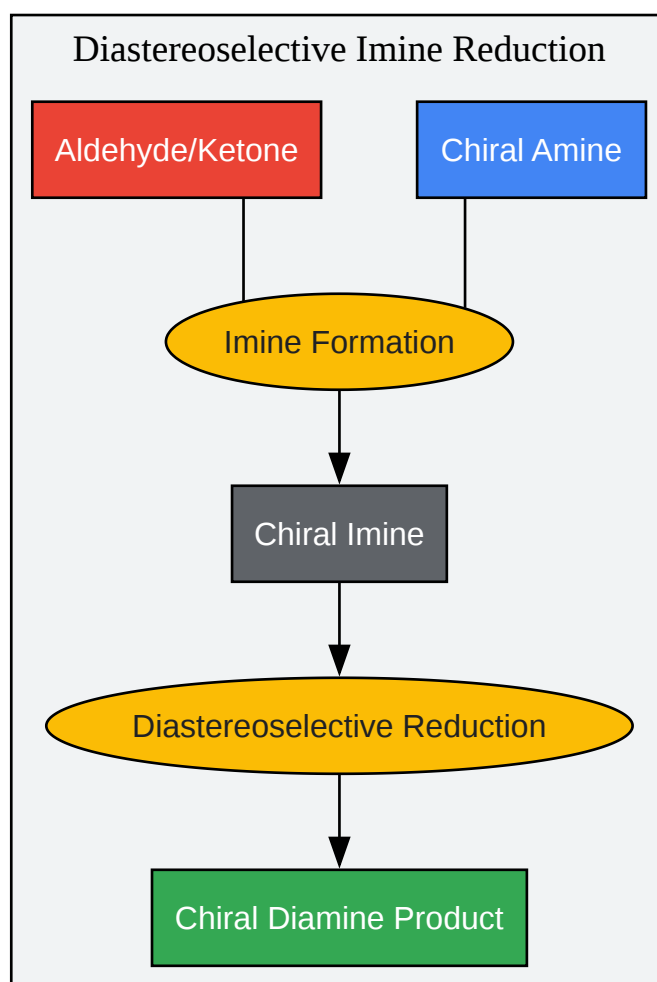 Diastereoselective Imine Reduction
Aldehyde/Ketone
Chiral Amine
Imine Formation
Chiral Imine
Diastereoselective Reduction
Chiral Diamine Product